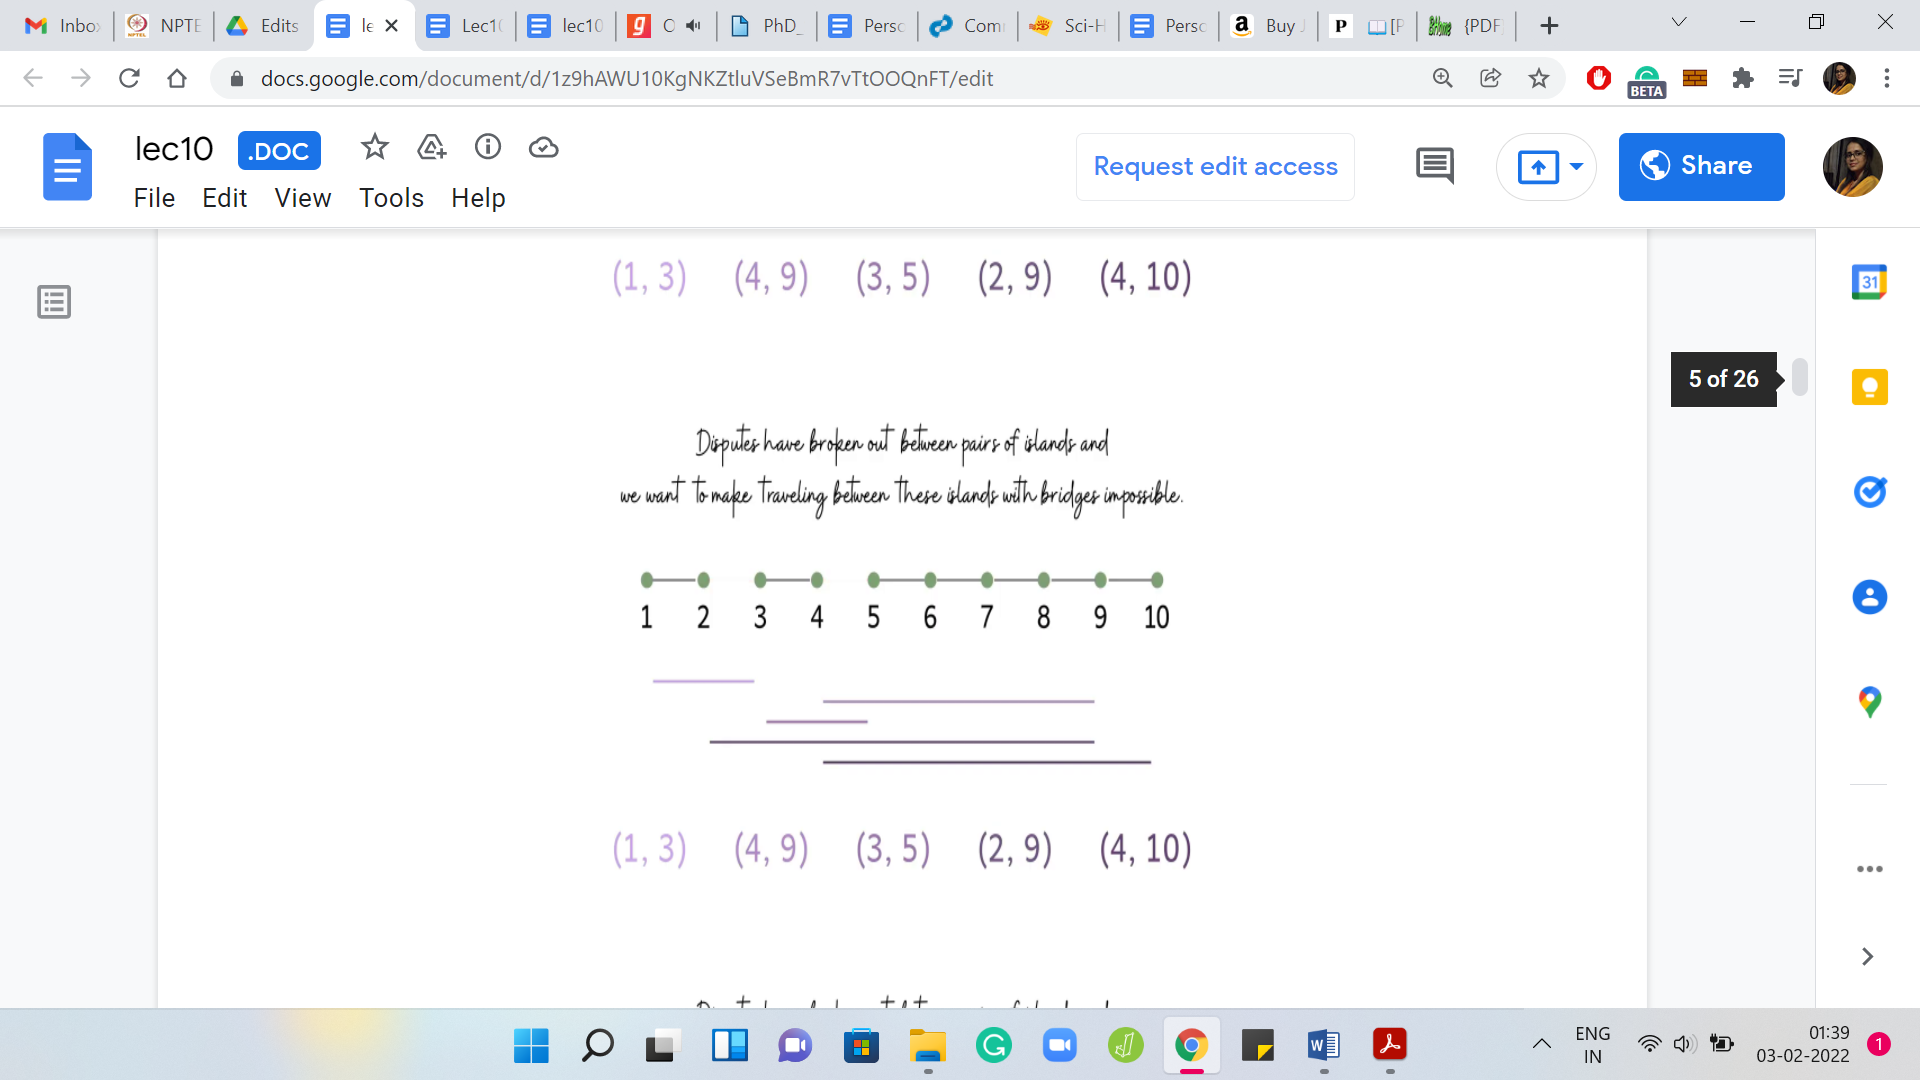 Inbo
NPTE
Edits
le
Lec1
lec10
O
PhD_
Perso
Com
Sci-H
Perso
Buy J
[P
{PDF
docs.google.com/document/d/1z9hAWU10KgNKZtluVSeBmR7vTtOOQnFT/edit
BETA
lec10 .DOC
File Edit View Tools Help
Request edit access
Share
31
(1, 3) (4, 9) (3, 5) (2, 9) (4, 10)
5 of 26
Disputes have broken out between pairs of islands and
we want to make traveling between these islands with bridges impossible.
1 2 3 4 5 6 7 8 9 10
(1, 3) (4, 9) (3, 5) (2, 9) (4, 10)
ENG
IN
01:39
03-02-2022
1